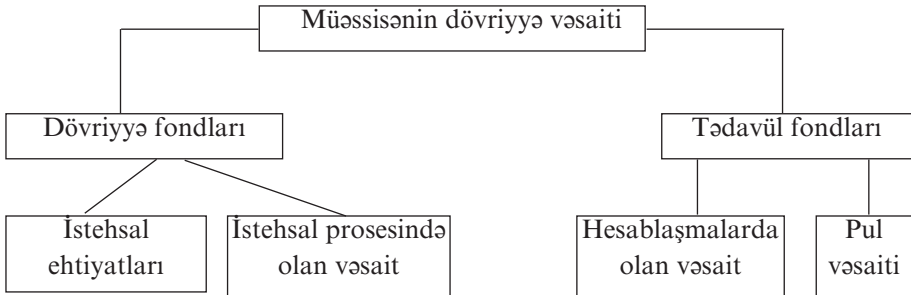 Müəssisənin dövriyyə vəsaiti
Dövriyyə fondları
Tədavül fondları
İstehsal
ehtiyatları
İstehsal prosesində
olan vəsait
Hesablaşmalarda
olan vəsait
Pul
vəsaiti